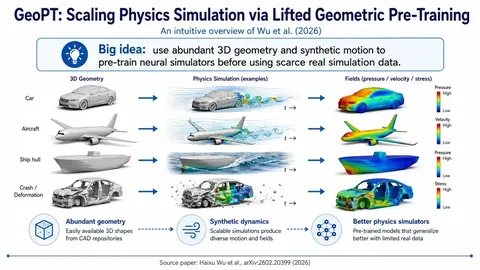 GeoPT: Scaling Physics Simulation via Lifted Geometric Pre-Training
An intuitive overview of Wu et al. (2026)
Big idea: use abundant 3D geometry and synthetic motion to
pre-train neural simulators before using scarce real simulation data.
3D Geometry
Physics Simulation (examples)
Fields (pressure / velocity / stress)
Car
t
Pressure
High
Low
Aircraft
t
Velocity
High
Low
Ship hull
t
Pressure
High
Low
Crash /
Deformation
t
Stress
High
Low
Abundant geometry
Easily available 3D shapes
from CAD repositories
Synthetic dynamics
Scalable simulations produce
diverse motion and fields
Better physics simulators
Pre-trained models that generalize
better with limited real data
Source paper: Haixu Wu et al., arXiv:2602.20399 (2026)